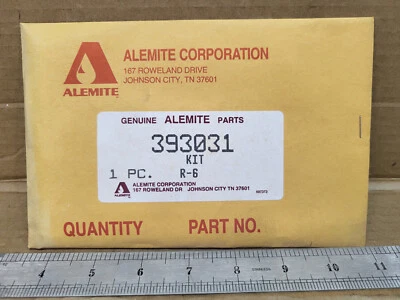 ALEMITE
ALEMITE CORPORATION
167 ROWELAND DRIVE
JOHNSON CITY, TN 37601
GENUINE ALEMITE PARTS
393031
KIT
1 PC. R-6
ALEMITE CORPORATION
167 ROWELAND DR JOHNSON CITY TN 37601
ALEMITE
QUANTITY PART NO.
4 5 6 7 8 9 10 11